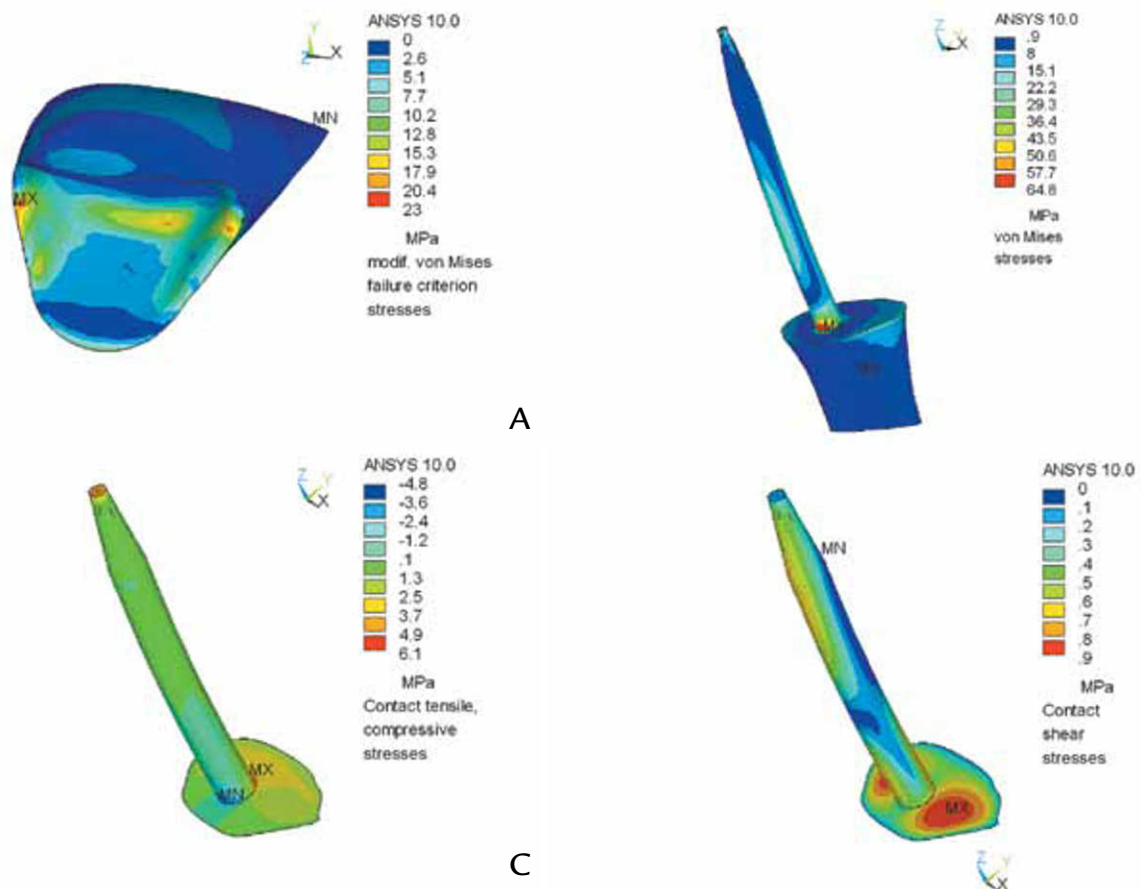 ANSYS 10.0
Y
Z X
0
2.6
5.1
7.7
10.2
12.8
15.3
17.9
20.4
23
MPa
modif. von Mises
failure criterion
stresses
MN
MX
ANSYS 10.0
X
.9
8
15.1
22.2
29.3
36.4
43.5
50.6
57.7
64.8
MPa
von Mises
stresses
A
ANSYS 10.0
Z Y
X
-4.8
-3.6
-2.4
-1.2
.1
1.3
2.5
3.7
4.9
6.1
MPa
Contact tensile,
compressive
stresses
MX
MN
ANSYS 10.0
0
.1
.2
.3
.4
.5
.6
.7
.8
.9
MPa
Contact
shear
stresses
MN
MX
Z Y
X
C